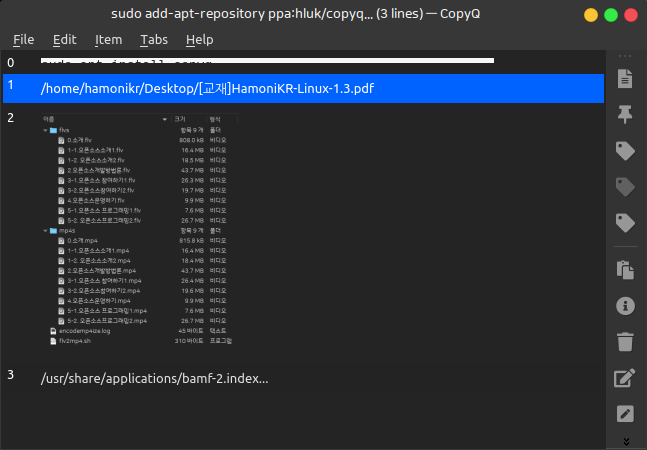 sudo add-apt-repository ppa:hluk/copyq... (3 lines) — CopyQ
File Edit Item Tabs Help
0
1 /home/hamonikr/Desktop/[교재]HamoniKR-Linux-1.3.pdf
2
이름 크기 형식
flvs 항목 9 개 폴더
0.소개.flv 808.0 kB 비디오
1-1.오픈소스소개1.flv 16.4 MB 비디오
1-2. 오픈소스소개2.flv 18.5 MB 비디오
2.오픈소스개발방법론.flv 43.7 MB 비디오
3-1.오픈소스 참여하기1.flv 26.3 MB 비디오
3-2.오픈소스참여하기2.flv 19.7 MB 비디오
4.오픈소스운영하기.flv 9.9 MB 비디오
5-1.오픈소스 프로그래밍1.flv 7.6 MB 비디오
5-2. 오픈소스프로그래밍2.flv 26.7 MB 비디오
mp4s 항목 9 개 폴더
0.소개.mp4 815.8 kB 비디오
1-1.오픈소스소개1.mp4 16.4 MB 비디오
1-2. 오픈소스소개2.mp4 18.4 MB 비디오
2.오픈소스개발방법론.mp4 43.7 MB 비디오
3-1.오픈소스 참여하기1.mp4 26.4 MB 비디오
3-2.오픈소스참여하기2.mp4 19.6 MB 비디오
4.오픈소스운영하기.mp4 9.9 MB 비디오
5-1.오픈소스 프로그래밍1.mp4 7.6 MB 비디오
5-2. 오픈소스프로그래밍2.mp4 26.7 MB 비디오
encodemp4ize.log 45 바이트 텍스트
flv2mp4.sh 310 바이트 프로그램
3 /usr/share/applications/bamf-2.index...